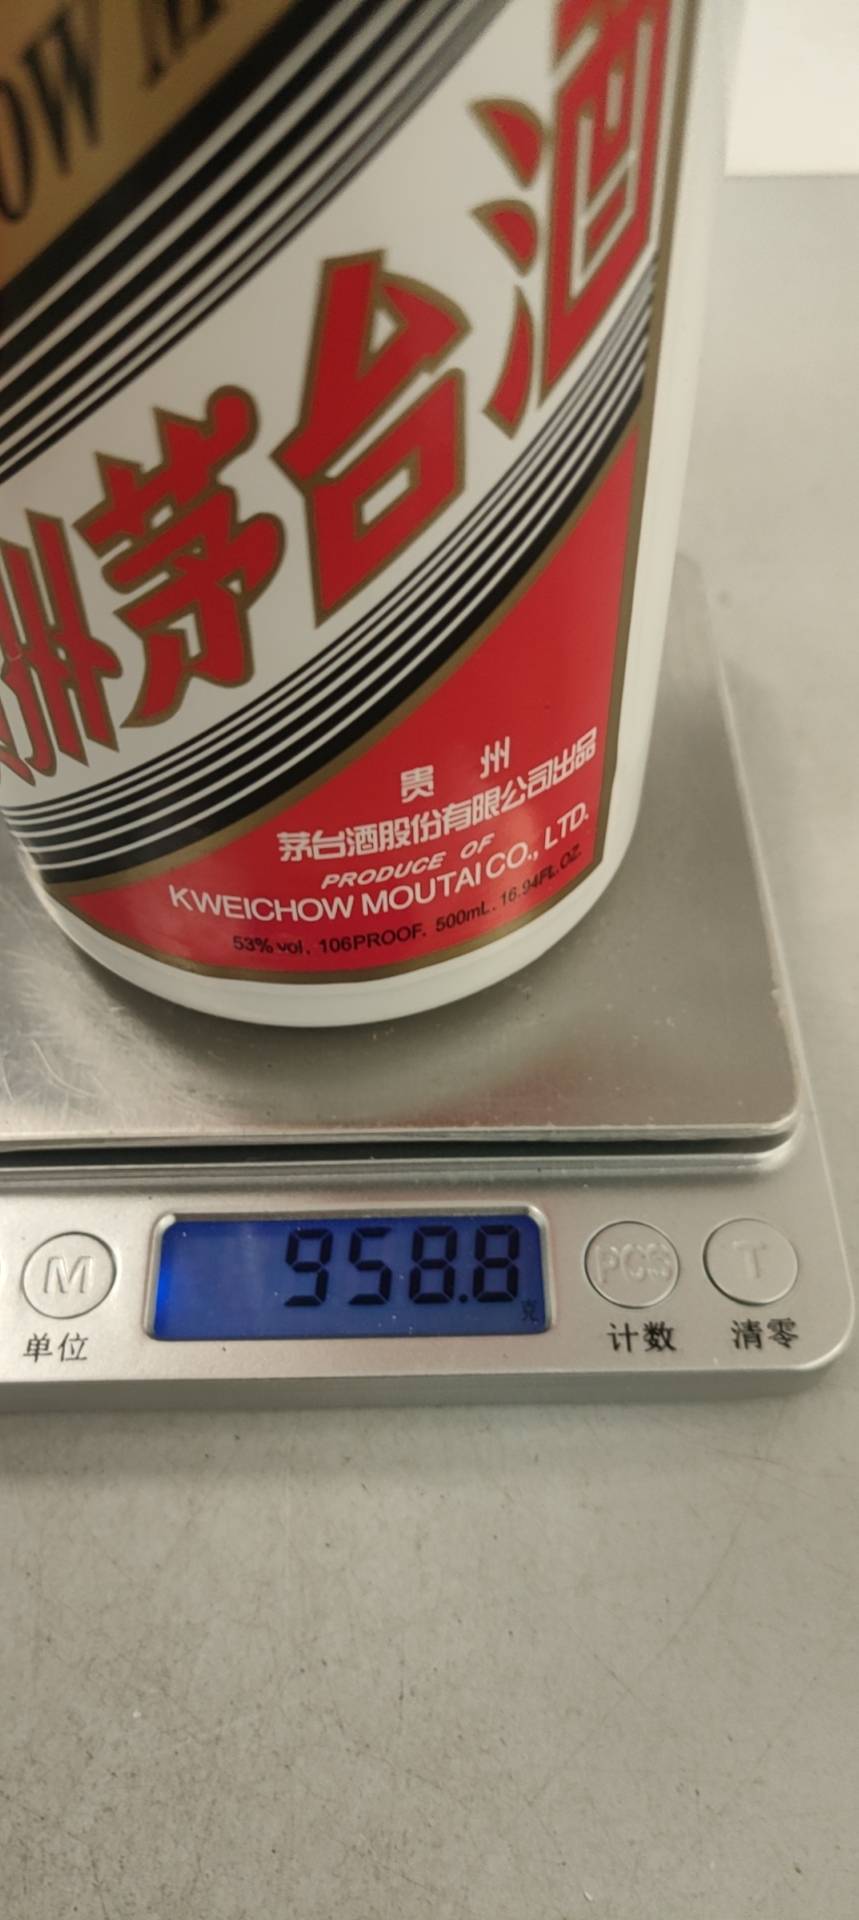 OW
州茅台酒
贵 州
茅台酒股份有限公司出品
PRODUCE OF
KWEICHOW MOUTAI CO., LTD.
53% vol. 106PROOF. 500mL. 16.94FL.OZ.
958.8
克
M
PCS
T
单位
计数
清零